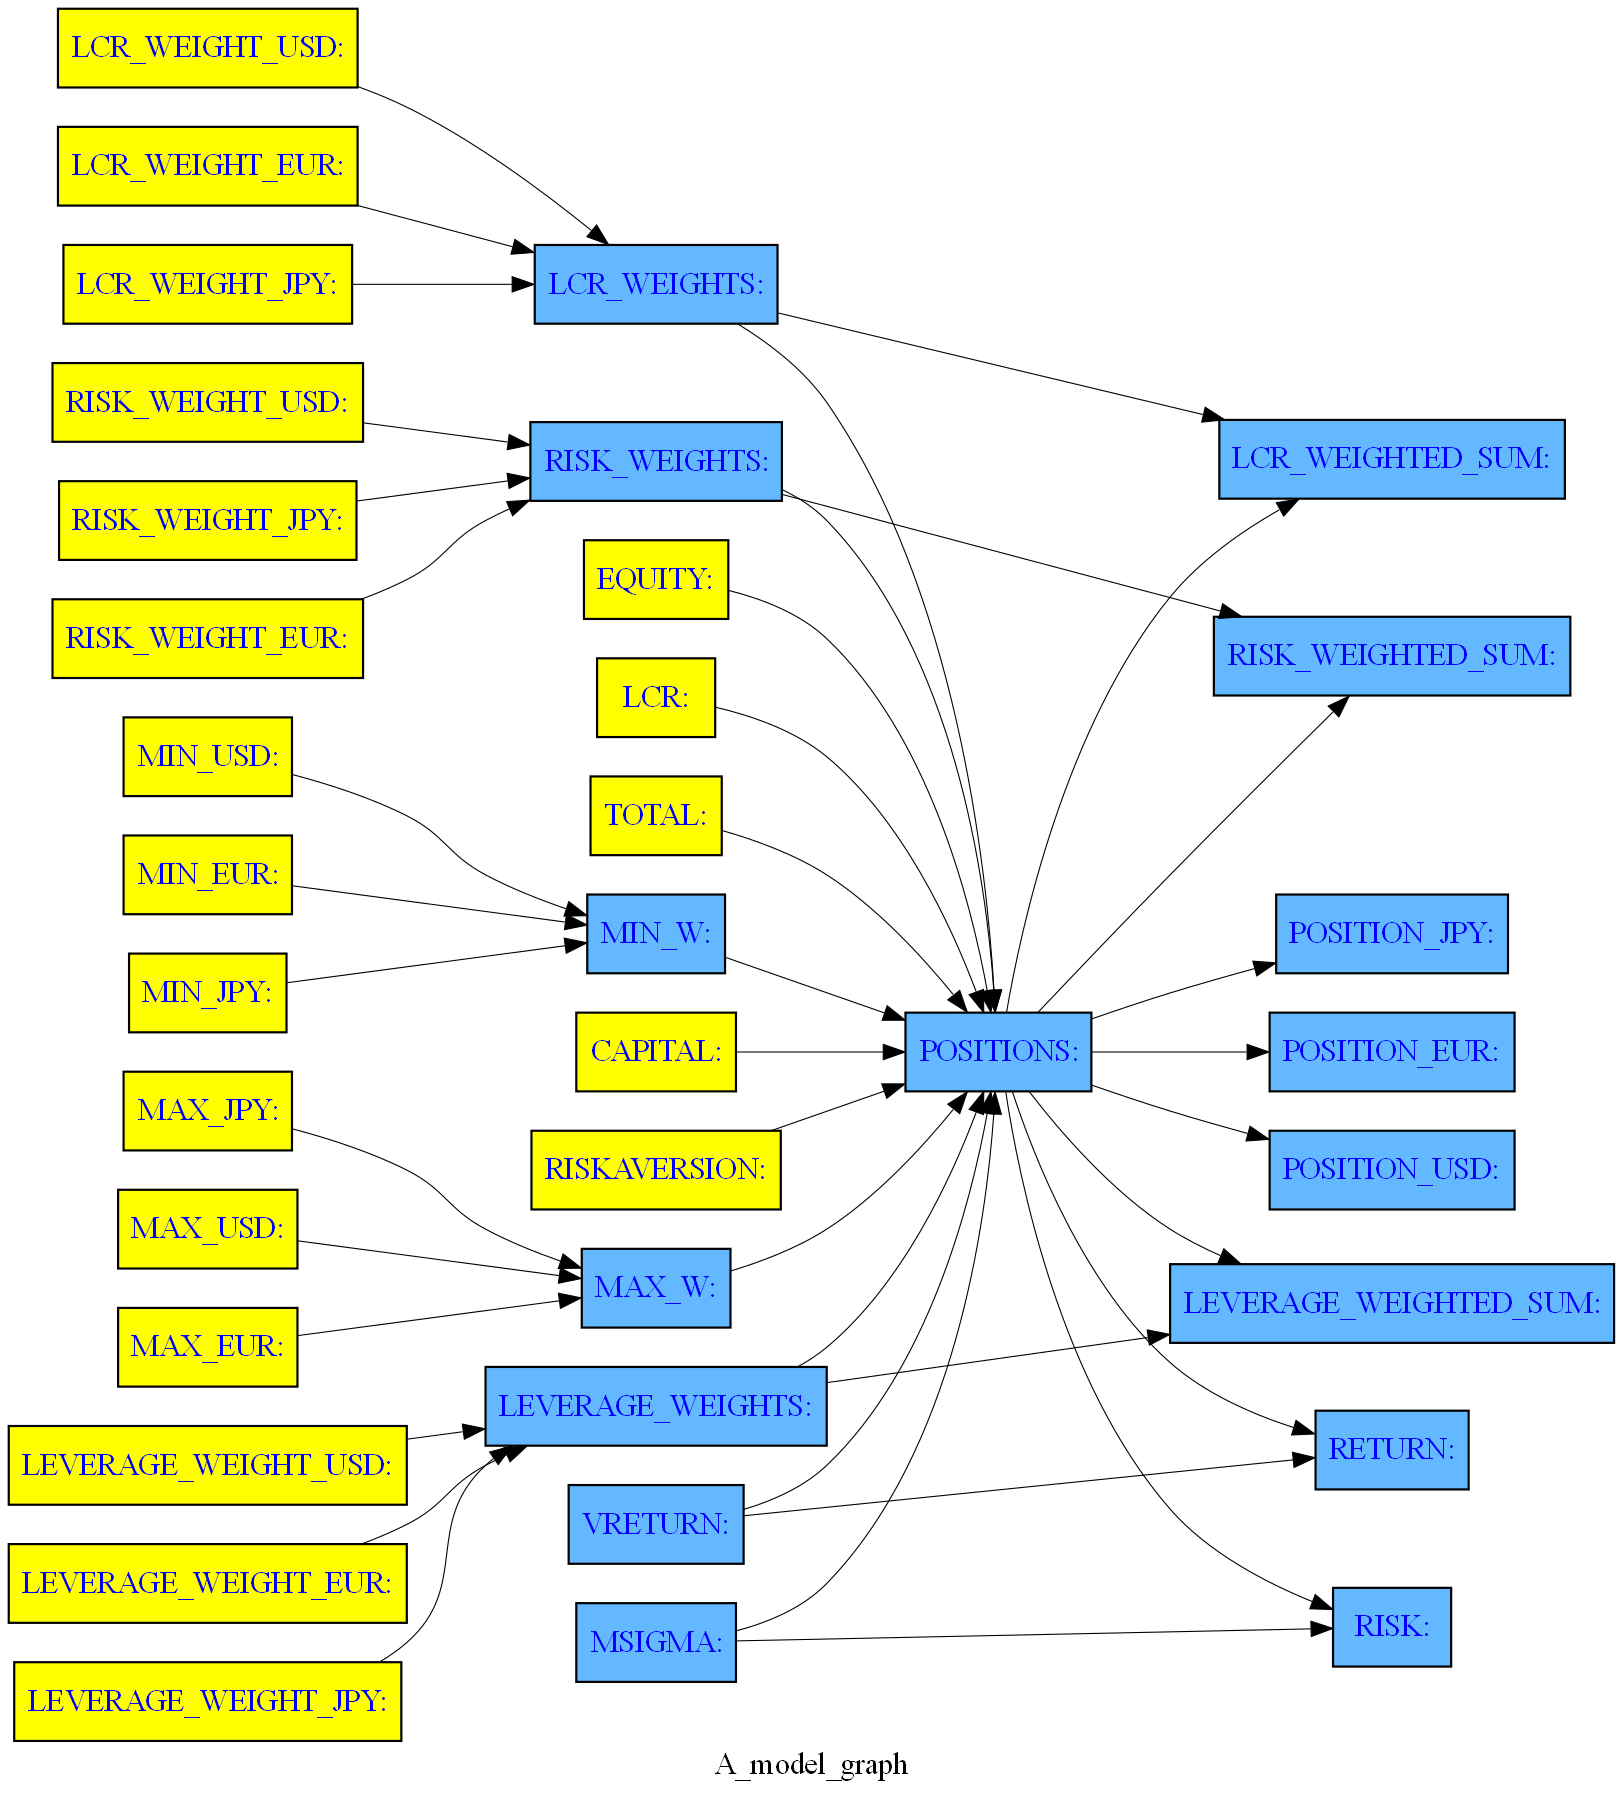 LCR_WEIGHT_USD:
LCR_WEIGHT_EUR:
LCR_WEIGHT_JPY:
RISK_WEIGHT_USD:
RISK_WEIGHT_JPY:
RISK_WEIGHT_EUR:
MIN_USD:
MIN_EUR:
MIN_JPY:
MAX_JPY:
MAX_USD:
MAX_EUR:
LEVERAGE_WEIGHT_USD:
LEVERAGE_WEIGHT_EUR:
LEVERAGE_WEIGHT_JPY:
LCR_WEIGHTS:
RISK_WEIGHTS:
EQUITY:
LCR:
TOTAL:
MIN_W:
CAPITAL:
RISKAVERSION:
MAX_W:
LEVERAGE_WEIGHTS:
VRETURN:
MSIGMA:
POSITIONS:
LCR_WEIGHTED_SUM:
RISK_WEIGHTED_SUM:
POSITION_JPY:
POSITION_EUR:
POSITION_USD:
LEVERAGE_WEIGHTED_SUM:
RETURN:
RISK:
A_model_graph